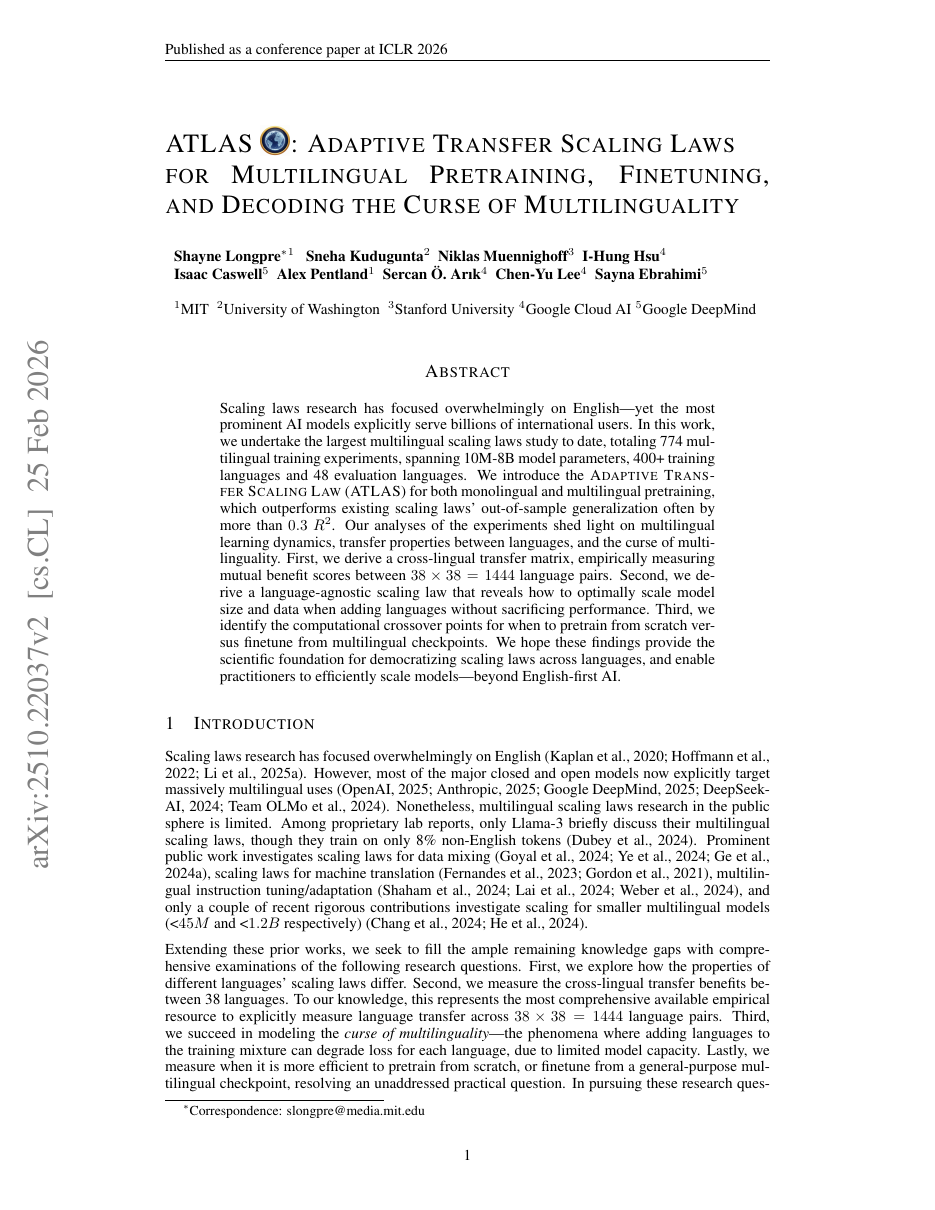 Published as a conference paper at ICLR 2026
ATLAS : ADAPTIVE TRANSFER SCALING LAWS
FOR MULTILINGUAL PRETRAINING, FINETUNING,
AND DECODING THE CURSE OF MULTILINGUALITY
Shayne Longpre*1 Sneha Kudugunta2 Niklas Muennighoff3 I-Hung Hsu4
Isaac Caswell5 Alex Pentland1 Sercan Ö. Arık4 Chen-Yu Lee4 Sayna Ebrahimi5
1MIT 2University of Washington 3Stanford University 4Google Cloud AI 5Google DeepMind
ABSTRACT
Scaling laws research has focused overwhelmingly on English—yet the most
prominent AI models explicitly serve billions of international users. In this work,
we undertake the largest multilingual scaling laws study to date, totaling 774 mul-
tilingual training experiments, spanning 10M-8B model parameters, 400+ training
languages and 48 evaluation languages. We introduce the ADAPTIVE TRANS-
FER SCALING LAW (ATLAS) for both monolingual and multilingual pretraining,
which outperforms existing scaling laws' out-of-sample generalization often by
more than 0.3 R². Our analyses of the experiments shed light on multilingual
learning dynamics, transfer properties between languages, and the curse of multi-
linguality. First, we derive a cross-lingual transfer matrix, empirically measuring
mutual benefit scores between 38 × 38 = 1444 language pairs. Second, we de-
rive a language-agnostic scaling law that reveals how to optimally scale model
size and data when adding languages without sacrificing performance. Third, we
identify the computational crossover points for when to pretrain from scratch ver-
sus finetune from multilingual checkpoints. We hope these findings provide the
scientific foundation for democratizing scaling laws across languages, and enable
practitioners to efficiently scale models—beyond English-first AI.
1 INTRODUCTION
Scaling laws research has focused overwhelmingly on English (Kaplan et al., 2020; Hoffmann et al.,
2022; Li et al., 2025a). However, most of the major closed and open models now explicitly target
massively multilingual uses (OpenAI, 2025; Anthropic, 2025; Google DeepMind, 2025; DeepSeek-
AI, 2024; Team OLMo et al., 2024). Nonetheless, multilingual scaling laws research in the public
sphere is limited. Among proprietary lab reports, only Llama-3 briefly discuss their multilingual
scaling laws, though they train on only 8% non-English tokens (Dubey et al., 2024). Prominent
public work investigates scaling laws for data mixing (Goyal et al., 2024; Ye et al., 2024; Ge et al.,
2024a), scaling laws for machine translation (Fernandes et al., 2023; Gordon et al., 2021), multilin-
gual instruction tuning/adaptation (Shaham et al., 2024; Lai et al., 2024; Weber et al., 2024), and
only a couple of recent rigorous contributions investigate scaling for smaller multilingual models
(<45M and <1.2B respectively) (Chang et al., 2024; He et al., 2024).
Extending these prior works, we seek to fill the ample remaining knowledge gaps with compre-
hensive examinations of the following research questions. First, we explore how the properties of
different languages' scaling laws differ. Second, we measure the cross-lingual transfer benefits be-
tween 38 languages. To our knowledge, this represents the most comprehensive available empirical
resource to explicitly measure language transfer across 38 × 38 = 1444 language pairs. Third,
we succeed in modeling the curse of multilinguality—the phenomena where adding languages to
the training mixture can degrade loss for each language, due to limited model capacity. Lastly, we
measure when it is more efficient to pretrain from scratch, or finetune from a general-purpose mul-
tilingual checkpoint, resolving an unaddressed practical question. In pursuing these research ques-
*Correspondence: slongpre@media.mit.edu
1
arXiv:2510.22037v2 [cs.CL] 25 Feb 2026